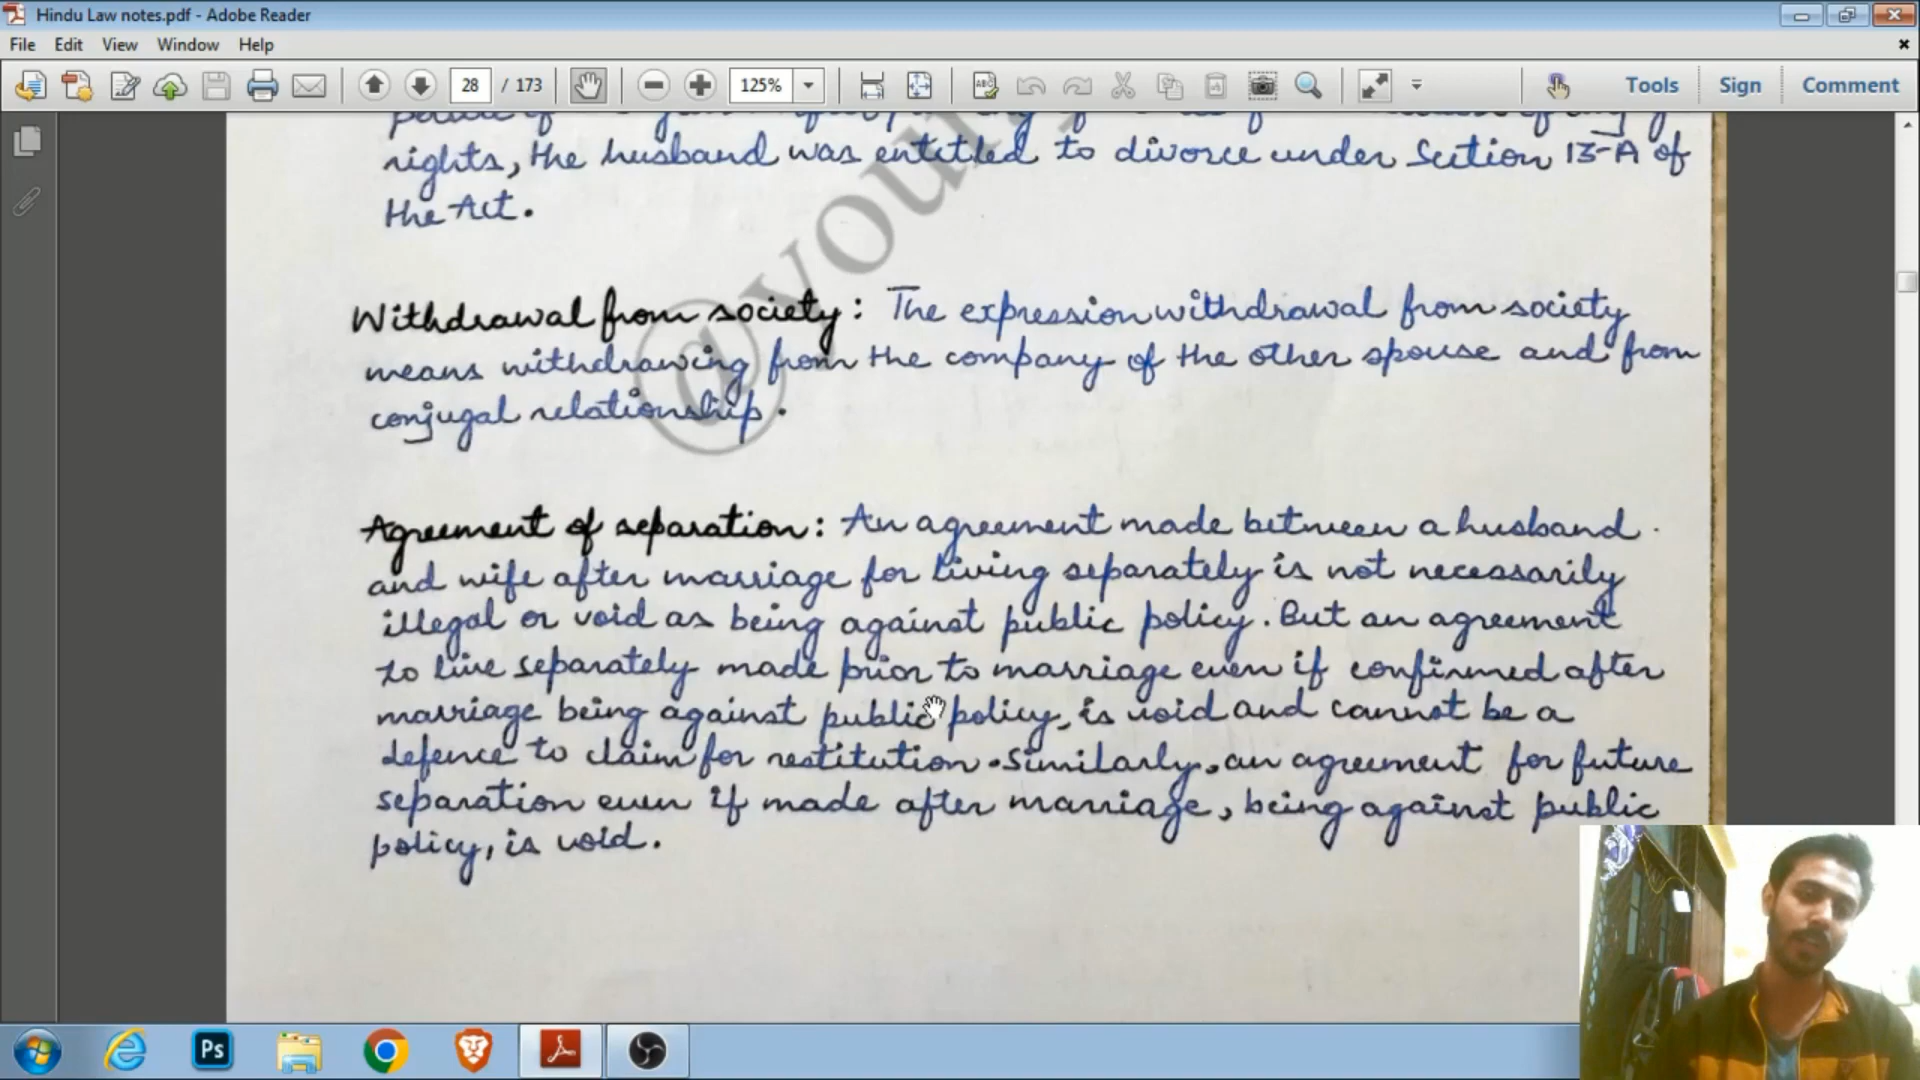 Hindu Law notes.pdf - Adobe Reader
File Edit View Window Help
28 / 173 125% Tools Sign Comment
rights, the husband was entitled to divorce under Section 13-A of
the Act.
Withdrawal from society: The expression withdrawal from society
means withdrawing from the company of the other spouse and from
conjugal relationship.
Agreement of separation: An agreement made between a husband
and wife after marriage for living separately is not necessarily
illegal or void as being against public policy. But an agreement
to live separately made prior to marriage even if confirmed after
marriage being against public policy, is void and cannot be a
defence to claim for restitution. Similarly, an agreement for future
separation even if made after marriage, being against public
policy, is void.
@you
Ps